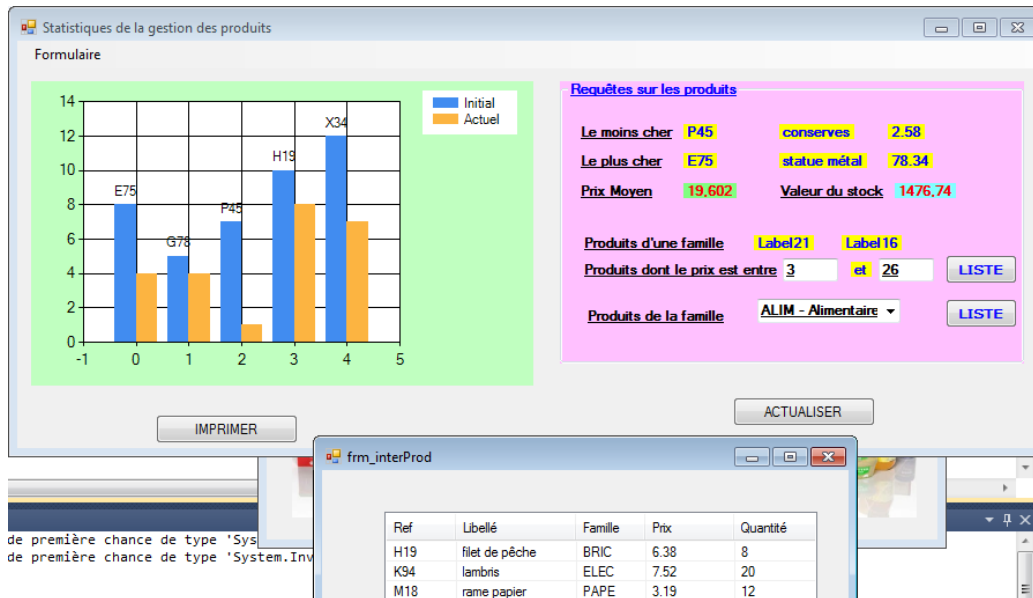 Statistiques de la gestion des produits
Formulaire
14
12
10
8
6
4
2
0
-1 0 1 2 3 4 5
E75
G78
P45
H19
X34
Initial
Actuel
IMPRIMER
Requêtes sur les produits
Le moins cher P45 conserves 2.58
Le plus cher E75 statue métal 78.34
Prix Moyen 19,602 Valeur du stock 1476,74
Produits d'une famille Label21 Label16
Produits dont le prix est entre 3 et 26 LISTE
Produits de la famille ALIM - Alimentaire LISTE
ACTUALISER
frm_interProd
Ref Libellé Famille Prix Quantité
H19 filet de pêche BRIC 6.38 8
K94 lambris ELEC 7.52 20
M18 rame papier PAPE 3.19 12
de première chance de type 'Sys
de première chance de type 'System.Inv